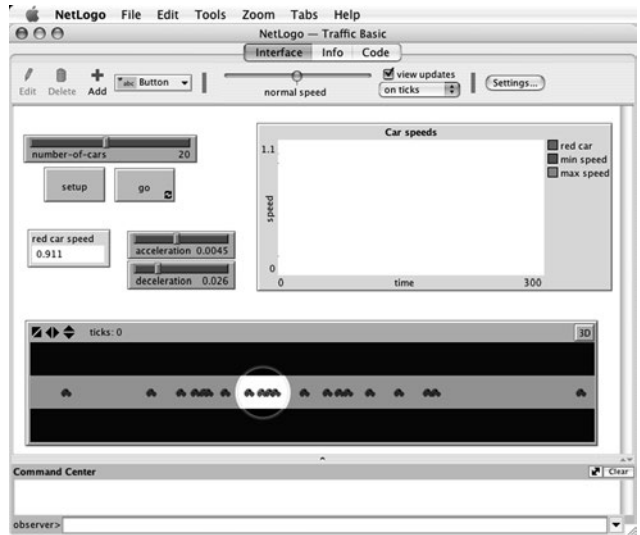 NetLogo File Edit Tools Zoom Tabs Help
NetLogo — Traffic Basic
Interface Info Code
Edit Delete Add abc Button normal speed view updates on ticks Settings...
number-of-cars 20
setup go
red car speed
0.911
acceleration 0.0045
deceleration 0.026
Car speeds
1.1
speed
0
0 time 300
red car
min speed
max speed
ticks: 0 3D
Command Center Clear
observer>